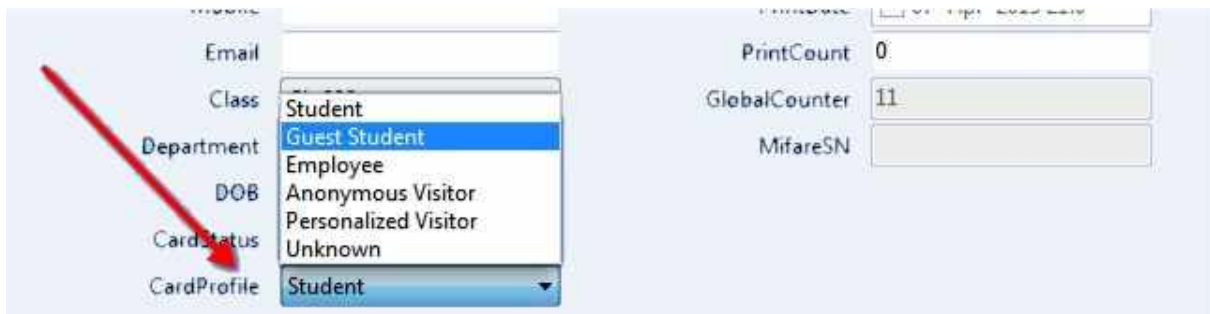 Email
Class
Department
DOB
CardStatus
CardProfile
Student
Guest Student
Employee
Anonymous Visitor
Personalized Visitor
Unknown
Student
PrintCount 0
GlobalCounter 11
MifareSN